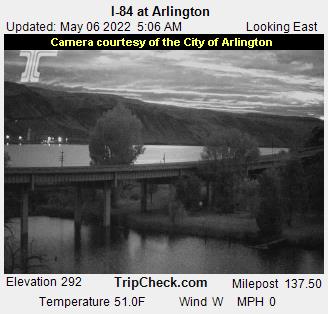 I-84 at Arlington
Updated: May 06 2022 5:06 AM Looking East
Camera courtesy of the City of Arlington
Elevation 292 TripCheck.com Milepost 137.50
Temperature 51.0F Wind W MPH 0